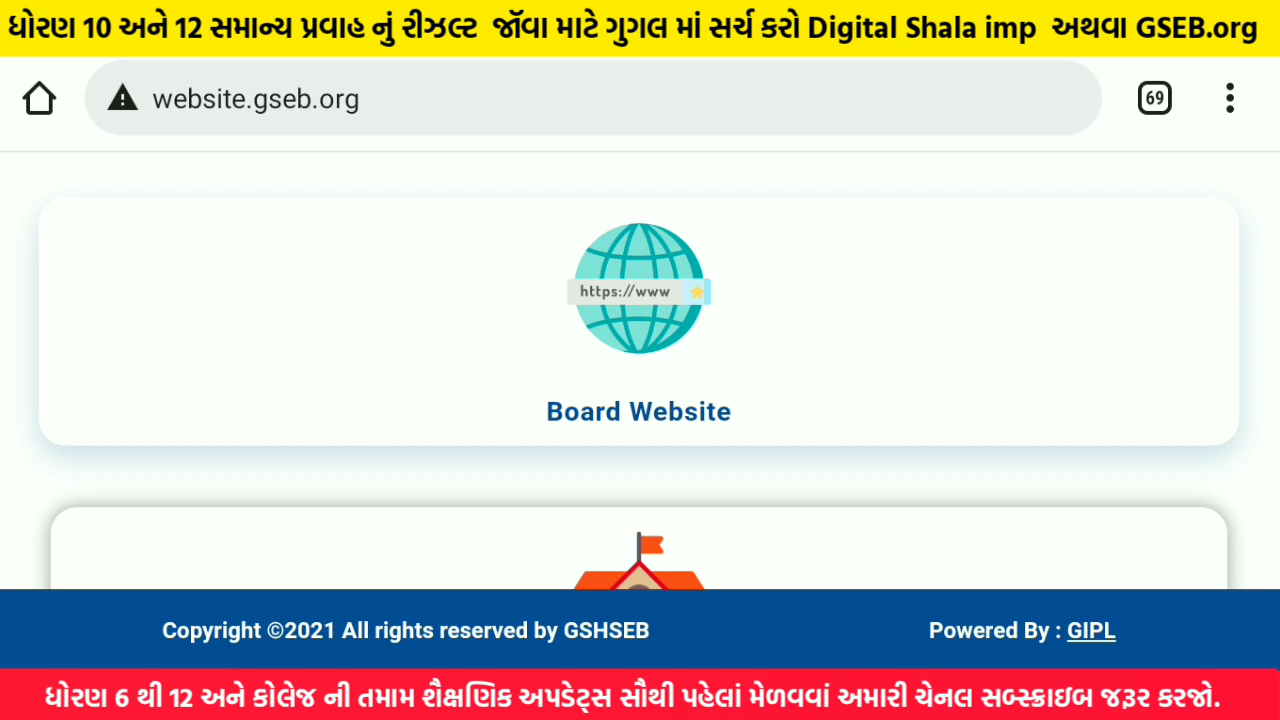 ધોરણ 10 અને 12 સમાન્ય પ્રવાહ નું રીઝલ્ટ જૉવા માટે ગુગલ માં સર્ચ કરો Digital Shala imp અથવા GSEB.org
website.gseb.org
69
https://www
Board Website
Copyright ©2021 All rights reserved by GSHSEB
Powered By : GIPL
ધોરણ 6 થી 12 અને કોલેજ ની તમામ શૈક્ષણિક અપડેટ્સ સૌથી પહેલાં મેળવવાં અમારી ચેનલ સબ્સ્ક્રાઇબ જરૂર કરજો.